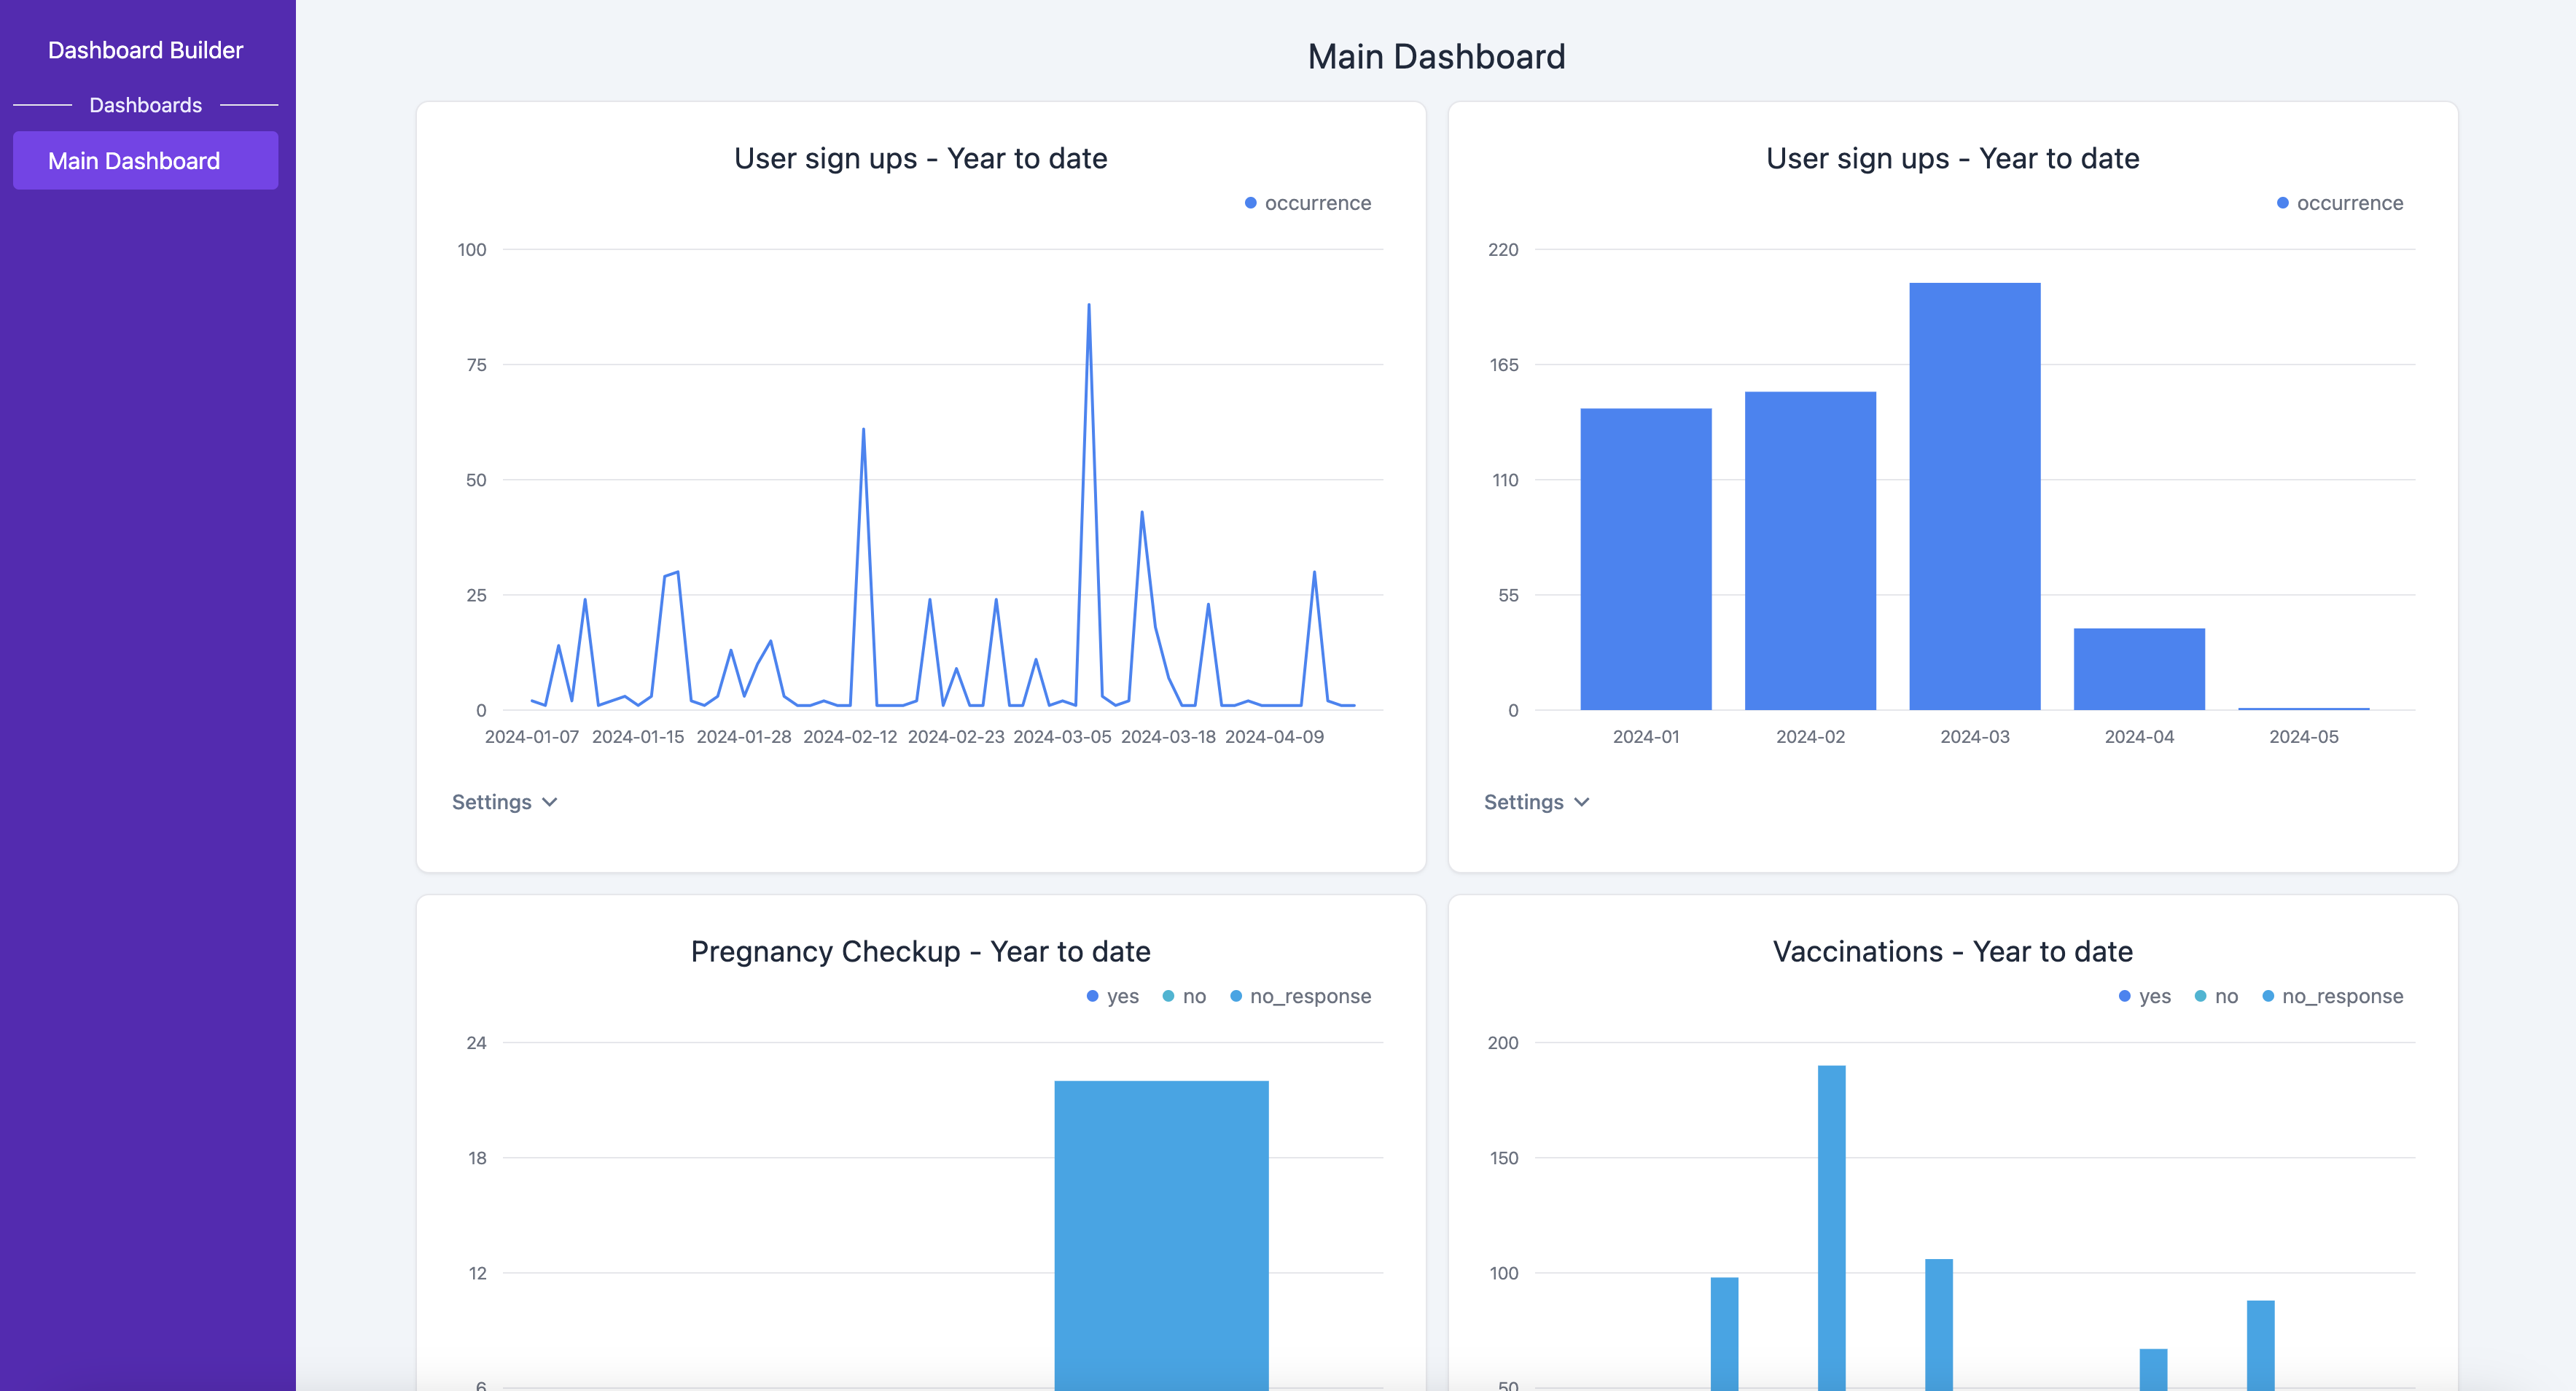 Dashboard Builder
Dashboards
Main Dashboard
Main Dashboard
User sign ups - Year to date
occurrence
100
75
50
25
0
2024-01-07 2024-01-15 2024-01-28 2024-02-12 2024-02-23 2024-03-05 2024-03-18 2024-04-09
Settings
User sign ups - Year to date
occurrence
220
165
110
55
0
2024-01 2024-02 2024-03 2024-04 2024-05
Settings
Pregnancy Checkup - Year to date
yes no no_response
24
18
12
6
Vaccinations - Year to date
yes no no_response
200
150
100
50